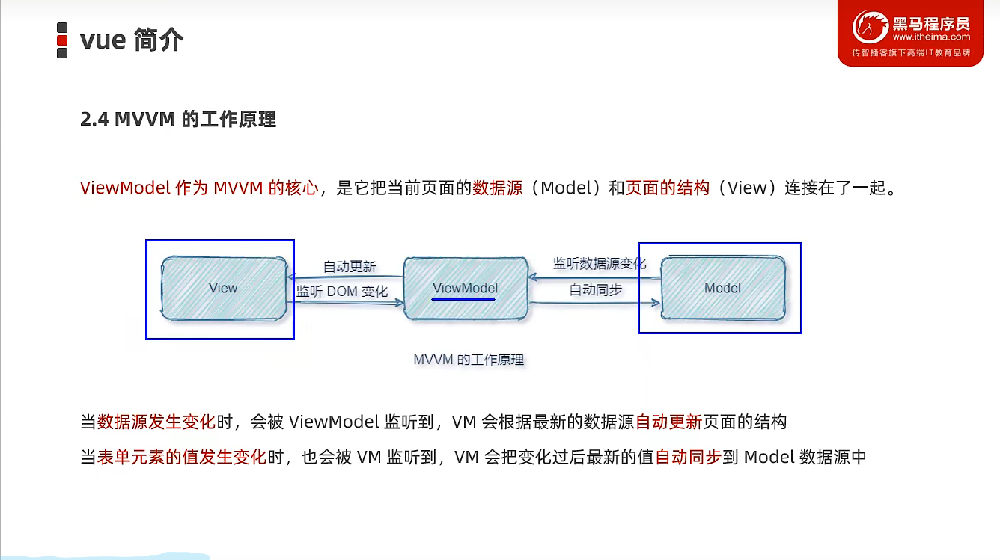 vue 简介
黑马程序员
www.itheima.com
传智播客旗下高端IT教育品牌
2.4 MVVM 的工作原理
ViewModel 作为 MVVM 的核心，是它把当前页面的数据源（Model）和页面的结构（View）连接在了一起。
自动更新
监听数据源变化
View
监听 DOM 变化
ViewModel
自动同步
Model
MVVM 的工作原理
当数据源发生变化时，会被 ViewModel 监听到，VM 会根据最新的数据源自动更新页面的结构
当表单元素的值发生变化时，也会被 VM 监听到，VM 会把变化过后最新的值自动同步到 Model 数据源中